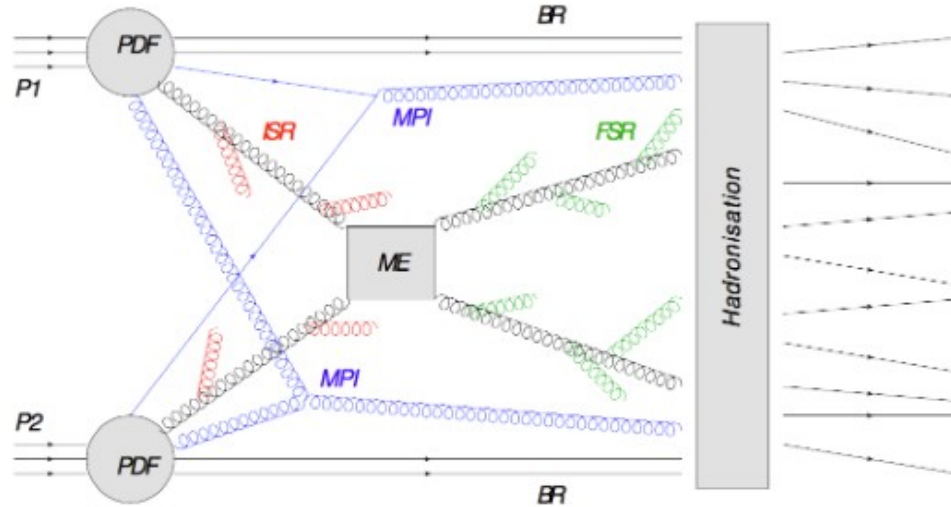 BR
PDF
P1
ISR
MPI
FSR
ME
Hadronisation
MPI
P2
PDF
BR